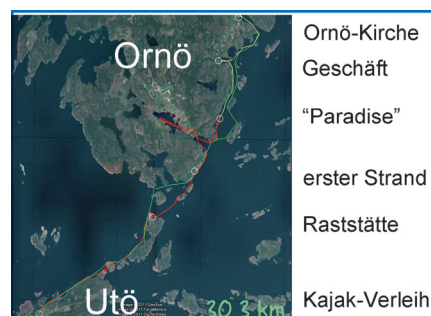 Ornö
Ornö-Kirche
Geschäft
“Paradise”
erster Strand
Raststätte
Utö
20 3 km
Kajak-Verleih